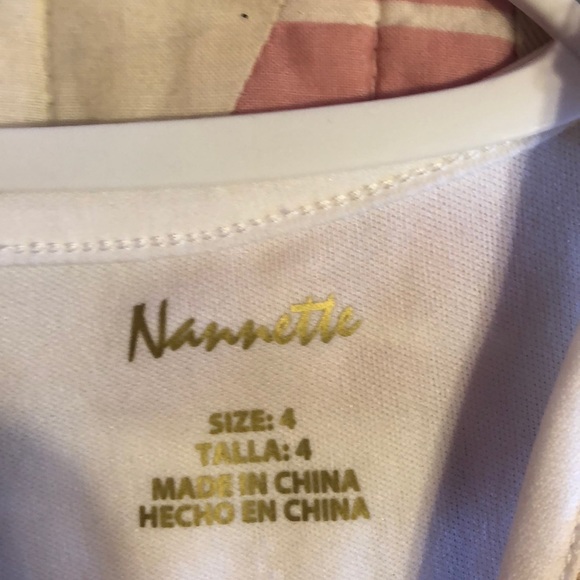 Nannette
SIZE: 4
TALLA: 4
MADE IN CHINA
HECHO EN CHINA